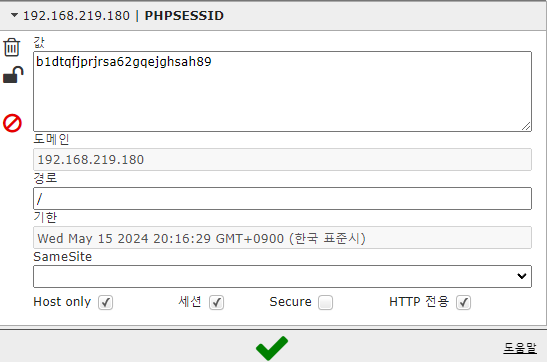 192.168.219.180 | PHPSESSID
값
b1dtqfjprjrsa62gqejghsah89
도메인
192.168.219.180
경로
/
기한
Wed May 15 2024 20:16:29 GMT+0900 (한국 표준시)
SameSite
Host only 세션 Secure HTTP 전용
도움말